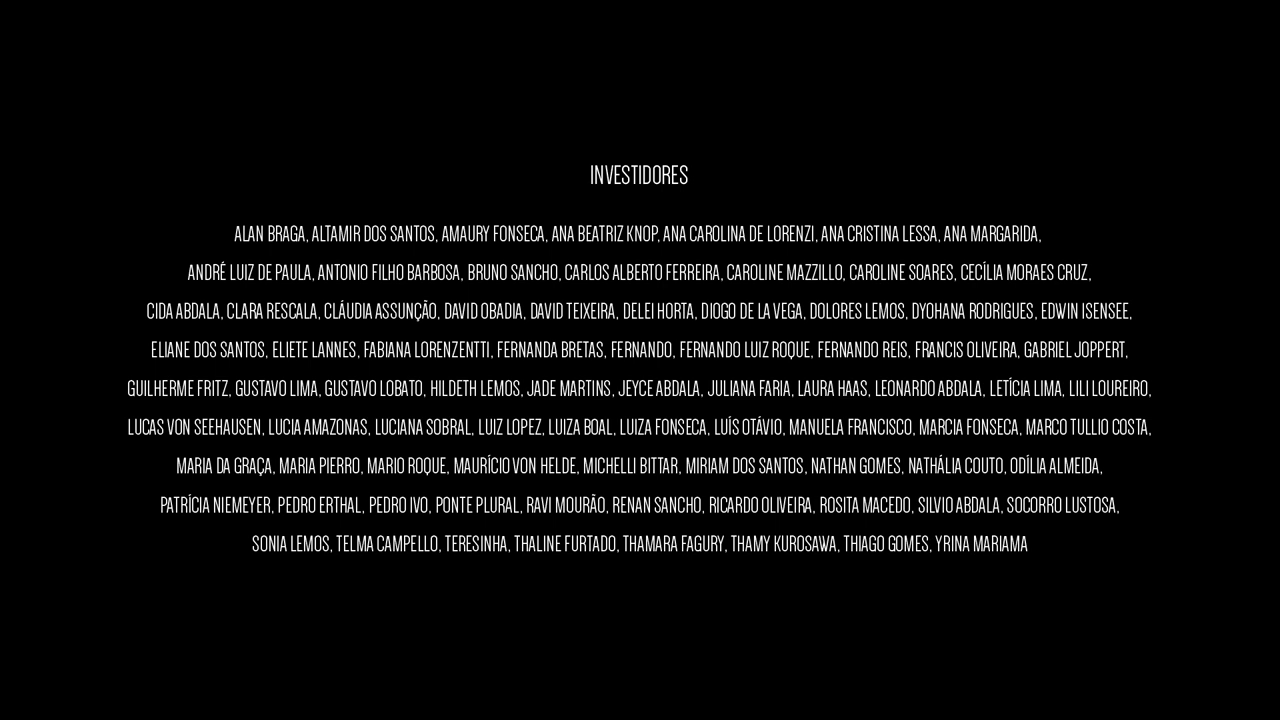 INVESTIDORES
ALAN BRAGA, ALTAMIR DOS SANTOS, AMAURY FONSECA, ANA BEATRIZ KNOP, ANA CAROLINA DE LORENZI, ANA CRISTINA LESSA, ANA MARGARIDA,
ANDRÉ LUIZ DE PAULA, ANTONIO FILHO BARBOSA, BRUNO SANCHO, CARLOS ALBERTO FERREIRA, CAROLINE MAZZILLO, CAROLINE SOARES, CECÍLIA MORAES CRUZ,
CIDA ABDALA, CLARA RESCALA, CLÁUDIA ASSUNÇÃO, DAVID OBADIA, DAVID TEIXEIRA, DELEI HORTA, DIOGO DE LA VEGA, DOLORES LEMOS, DYOHANA RODRIGUES, EDWIN ISENSEE,
ELIANE DOS SANTOS, ELIETE LANNES, FABIANA LORENZENTTI, FERNANDA BRETAS, FERNANDO, FERNANDO LUIZ ROQUE, FERNANDO REIS, FRANCIS OLIVEIRA, GABRIEL JOPPERT,
GUILHERME FRITZ, GUSTAVO LIMA, GUSTAVO LOBATO, HILDETH LEMOS, JADE MARTINS, JEYCE ABDALA, JULIANA FARIA, LAURA HAAS, LEONARDO ABDALA, LETÍCIA LIMA, LILI LOUREIRO,
LUCAS VON SEEHAUSEN, LUCIA AMAZONAS, LUCIANA SOBRAL, LUIZ LOPEZ, LUIZA BOAL, LUIZA FONSECA, LUÍS OTÁVIO, MANUELA FRANCISCO, MARCIA FONSECA, MARCO TULLIO COSTA,
MARIA DA GRAÇA, MARIA PIERRO, MARIO ROQUE, MAURÍCIO VON HELDE, MICHELLI BITTAR, MIRIAM DOS SANTOS, NATHAN GOMES, NATHÁLIA COUTO, ODÍLIA ALMEIDA,
PATRÍCIA NIEMEYER, PEDRO ERTHAL, PEDRO IVO, PONTE PLURAL, RAVI MOURÃO, RENAN SANCHO, RICARDO OLIVEIRA, ROSITA MACEDO, SILVIO ABDALA, SOCORRO LUSTOSA,
SONIA LEMOS, TELMA CAMPELLO, TERESINHA, THALINE FURTADO, THAMARA FAGURY, THAMY KUROSAWA, THIAGO GOMES, YRINA MARIAMA